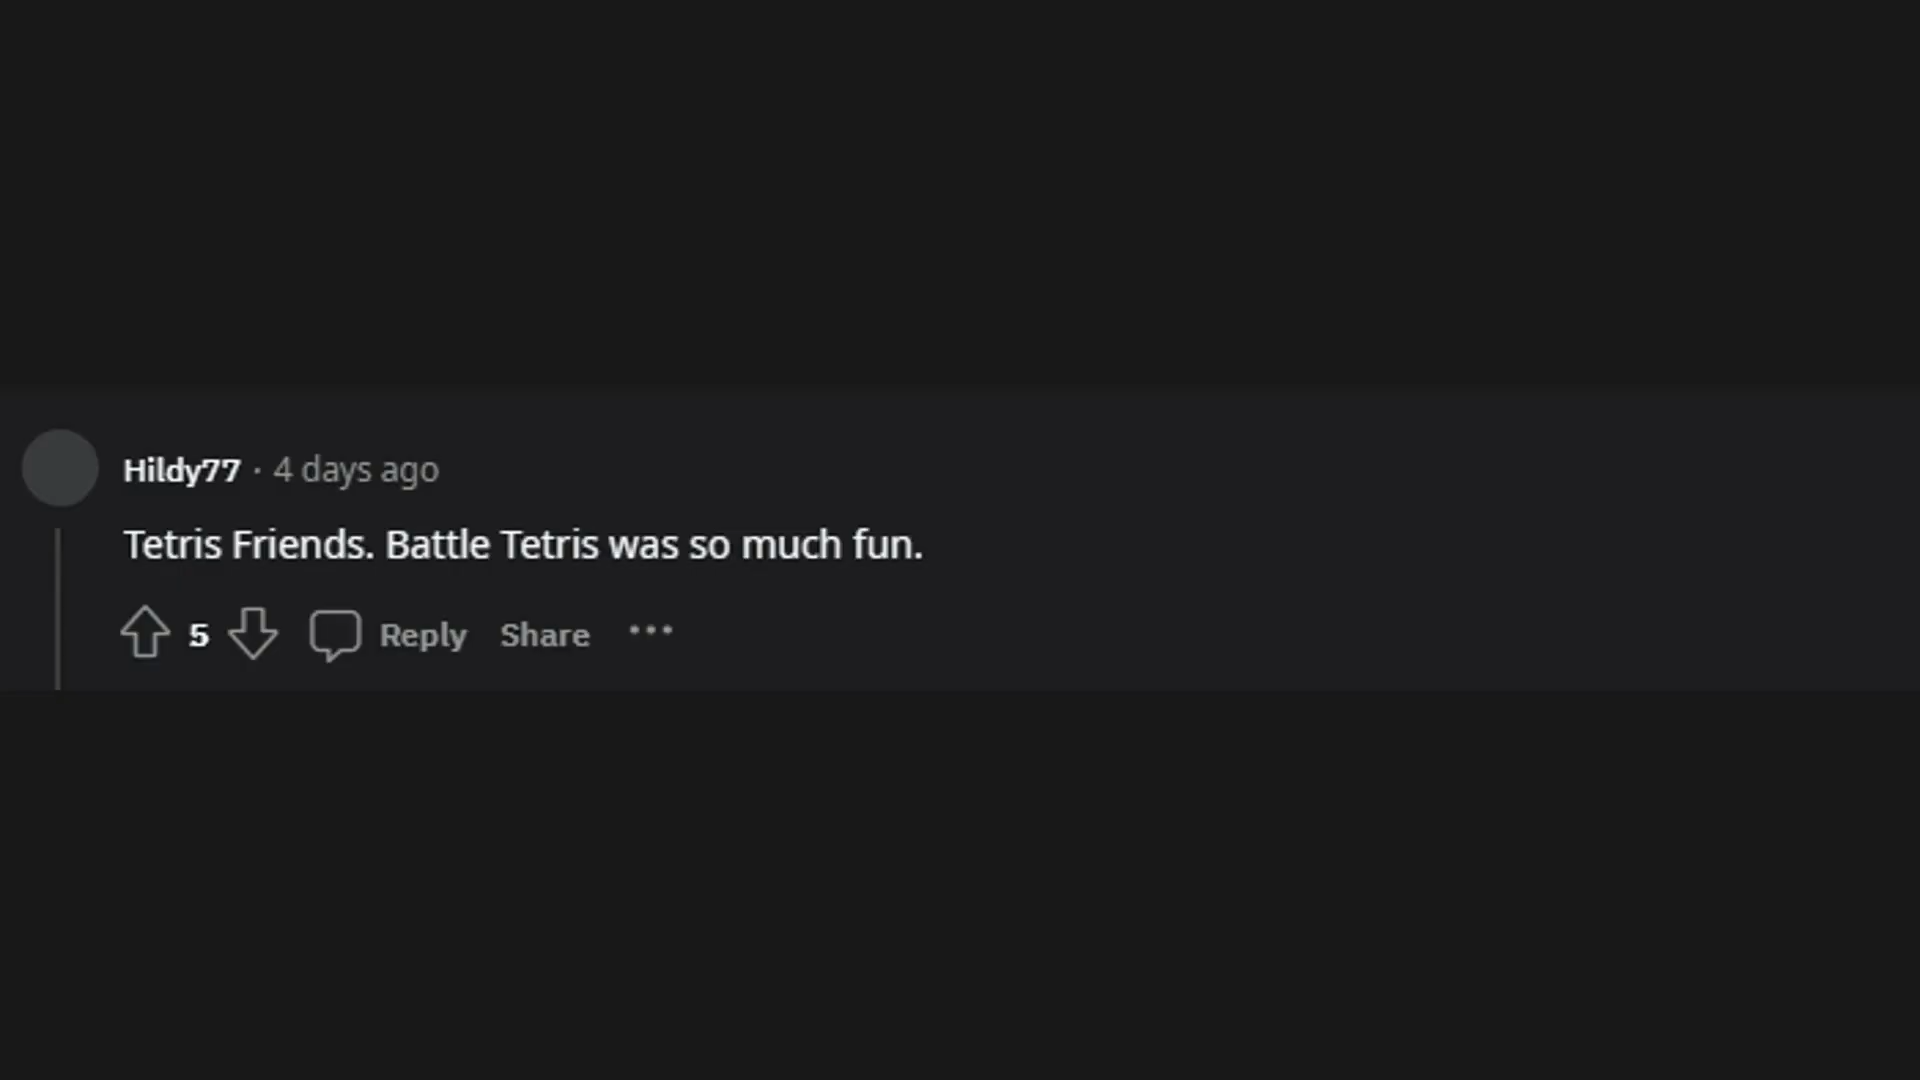 Hildy77 · 4 days ago
Tetris Friends. Battle Tetris was so much fun.
5 Reply Share ···